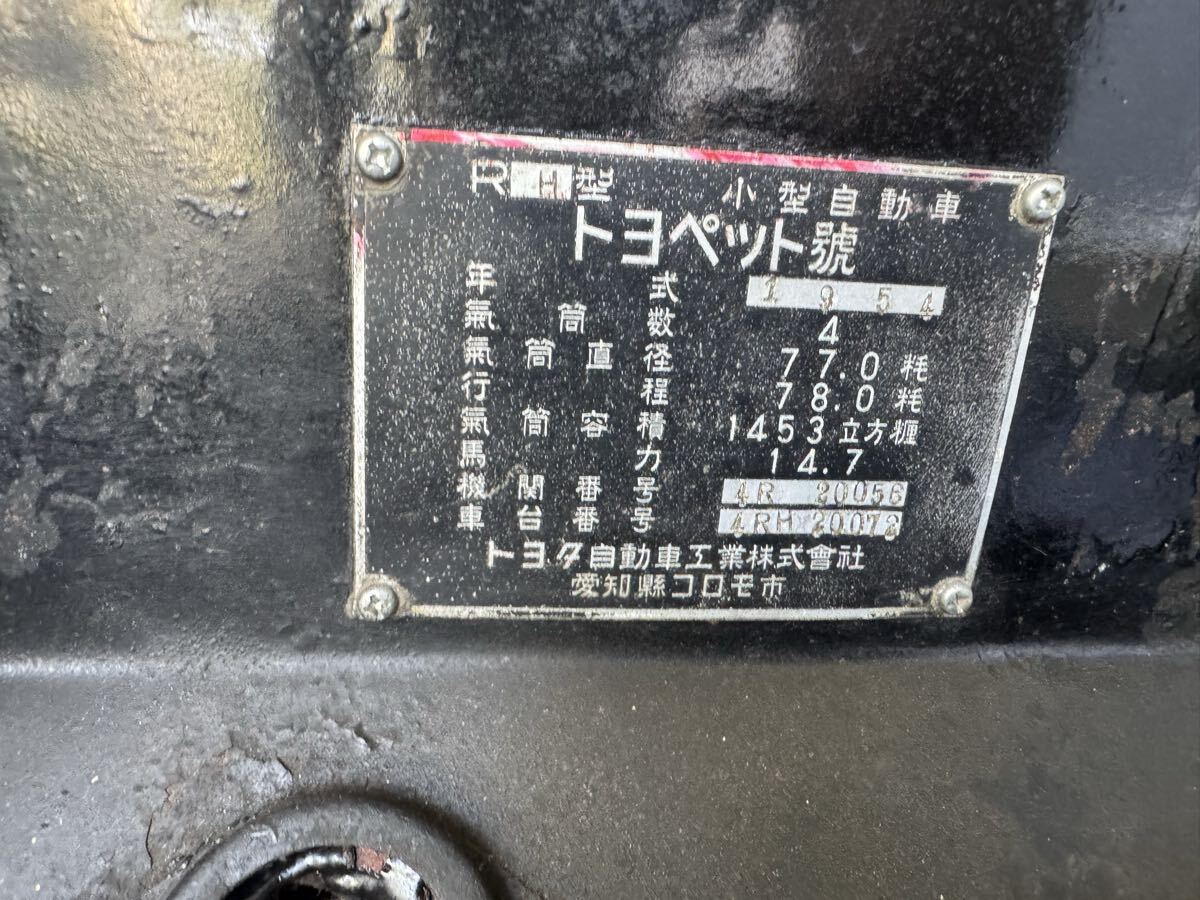 RH型 小型自動車
トヨペット號
年式 1954
氣筒数 4
氣筒直径 77.0 粍
行程 78.0 粍
氣筒容積 1453 立方糎
馬力 14.7
機関番号 4R 20056
車台番号 4RH 20073
トヨタ自動車工業株式會社
愛知縣コロモ市